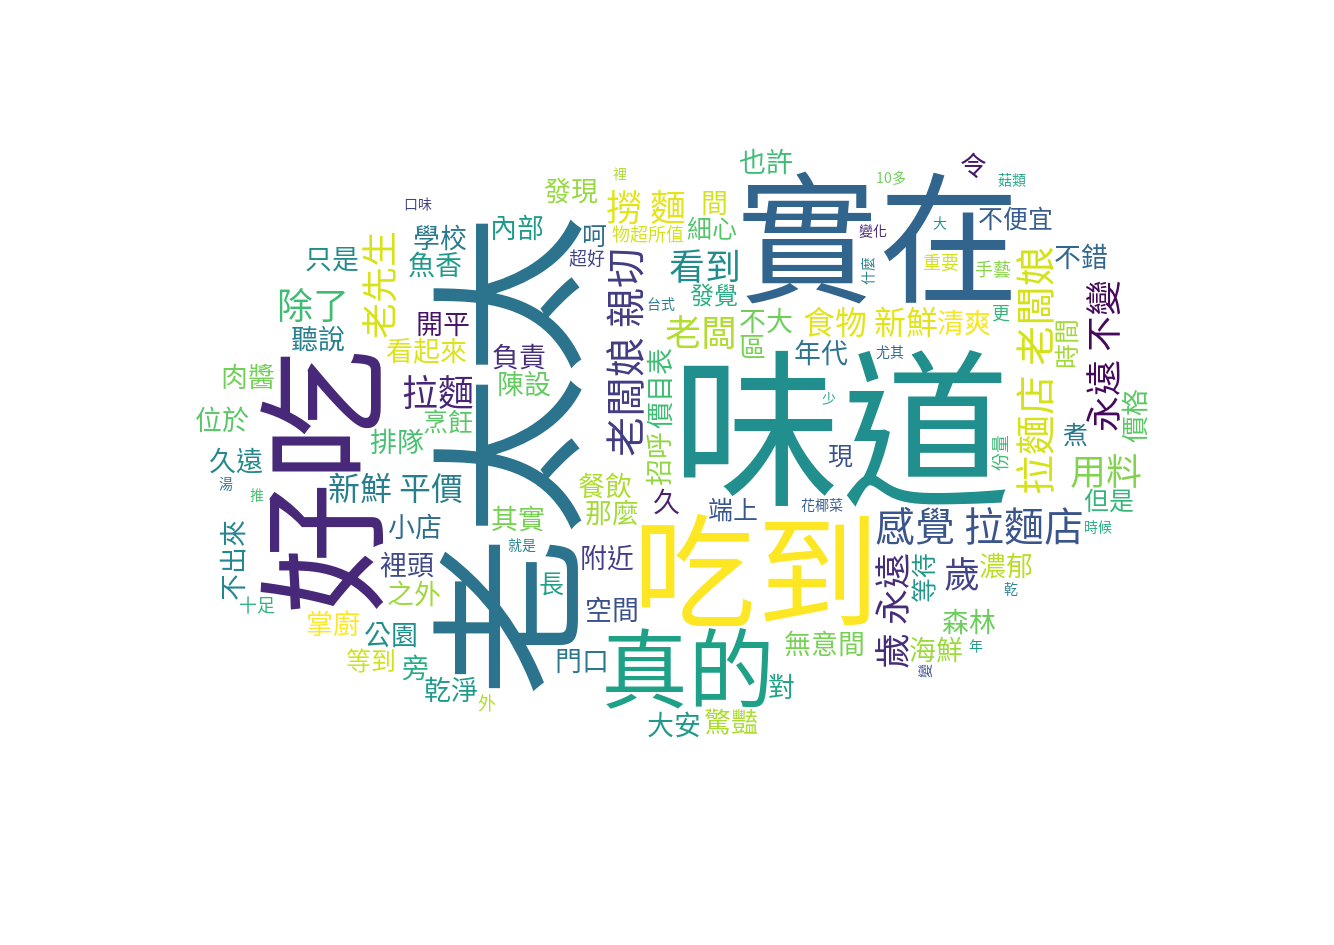 也許
令
裡
10多
菇類
發現
撈 麵
間
實在
口味
物超所值
細心
大
不便宜
學校
內部
呵
變化
只是
魚香
超好
看到
什麼
重要
手藝
不錯
老先生
除了
開平
老太太
親切
台式
發覺
老闆
不大
食物 新鮮
清爽
更
老闆娘
時間
永遠 不變
聽說
看起來
負責
區
年代
尤其
好吃
肉醬
拉麵
陳設
老闆娘
價目表
味道
少
拉麵店
價格
位於
烹飪
排隊
招呼
現
份量
煮
久遠
湯
推
新鮮 平價
餐飲
久
用料
但是
小店
其實
那麼
端上
花椰菜
感覺 拉麵店
時候
不出來
就是
裡頭
附近
吃到
永遠
等待
歲
濃郁
乾
十足
之外
長
空間
掌廚
公園
真的
無意間
歲
海鮮
森林
年
等到
旁
門口
變
乾淨
外
對
大安
驚豔